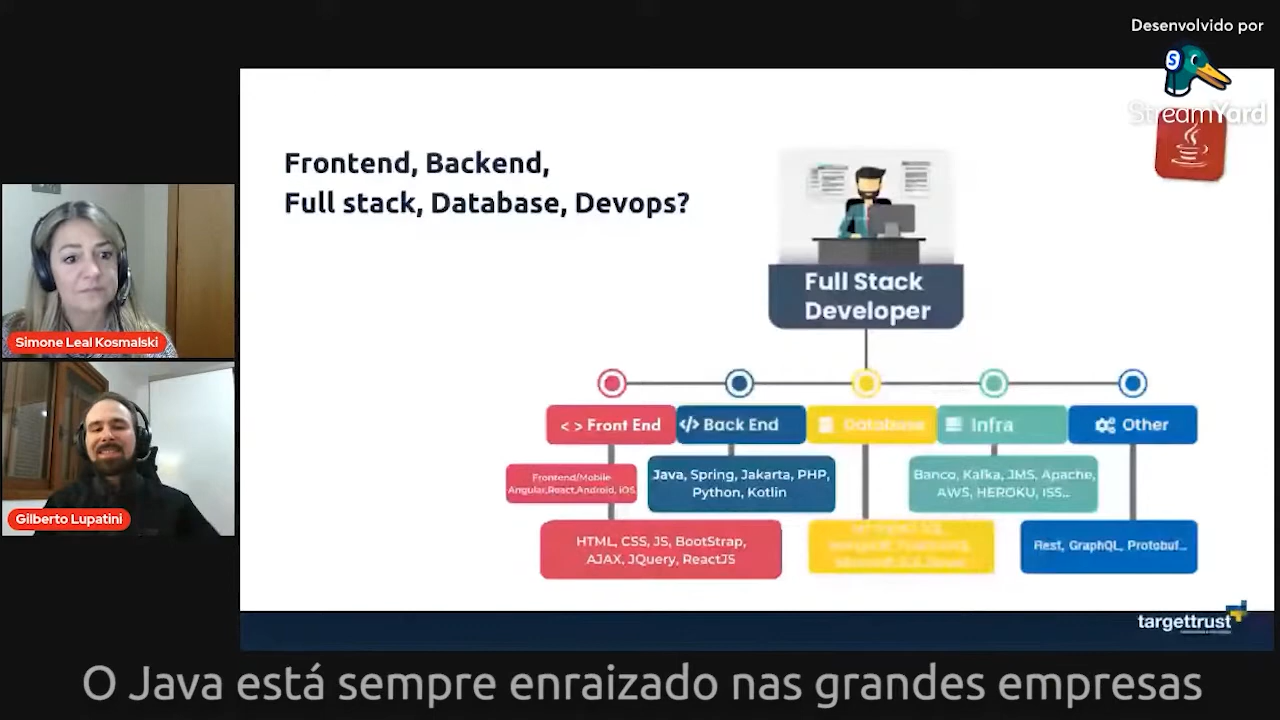 Desenvolvido por
StreamYard
Frontend, Backend,
Full stack, Database, Devops?
Full Stack
Developer
< > Front End
</> Back End
Database
Infra
Other
Frontend/Mobile
Angular,React,Android, iOS
Java, Spring, Jakarta, PHP,
Python, Kotlin
Banco, Kafka, JMS, Apache,
AWS, HEROKU, ISS...
HTML, CSS, JS, BootStrap,
AJAX, JQuery, ReactJS
Rest, GraphQL, Protobuf...
Simone Leal Kosmalski
Gilberto Lupatini
targettrust
O Java está sempre enraizado nas grandes empresas